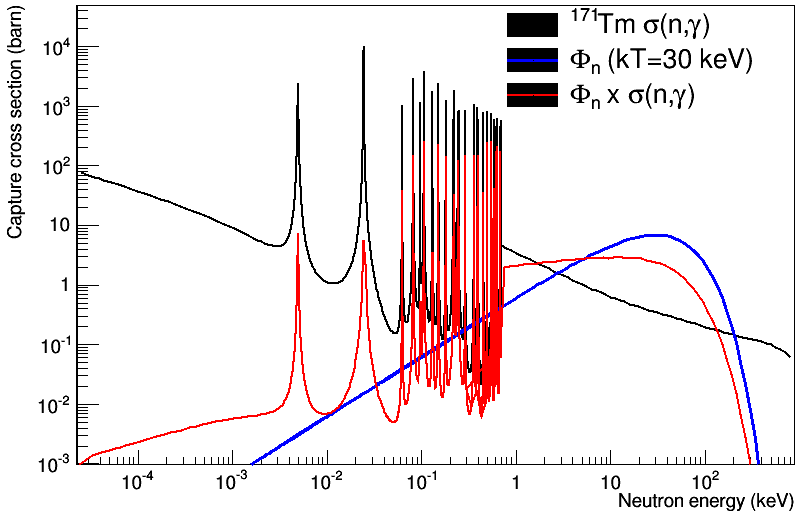 ¹⁷¹Tm σ(n,γ)
Φₙ (kT=30 keV)
Φₙ x σ(n,γ)
Capture cross section (barn)
10⁴
10³
10²
10
1
10⁻¹
10⁻²
10⁻³
10⁻⁴ 10⁻³ 10⁻² 10⁻¹ 1 10 10²
Neutron energy (keV)